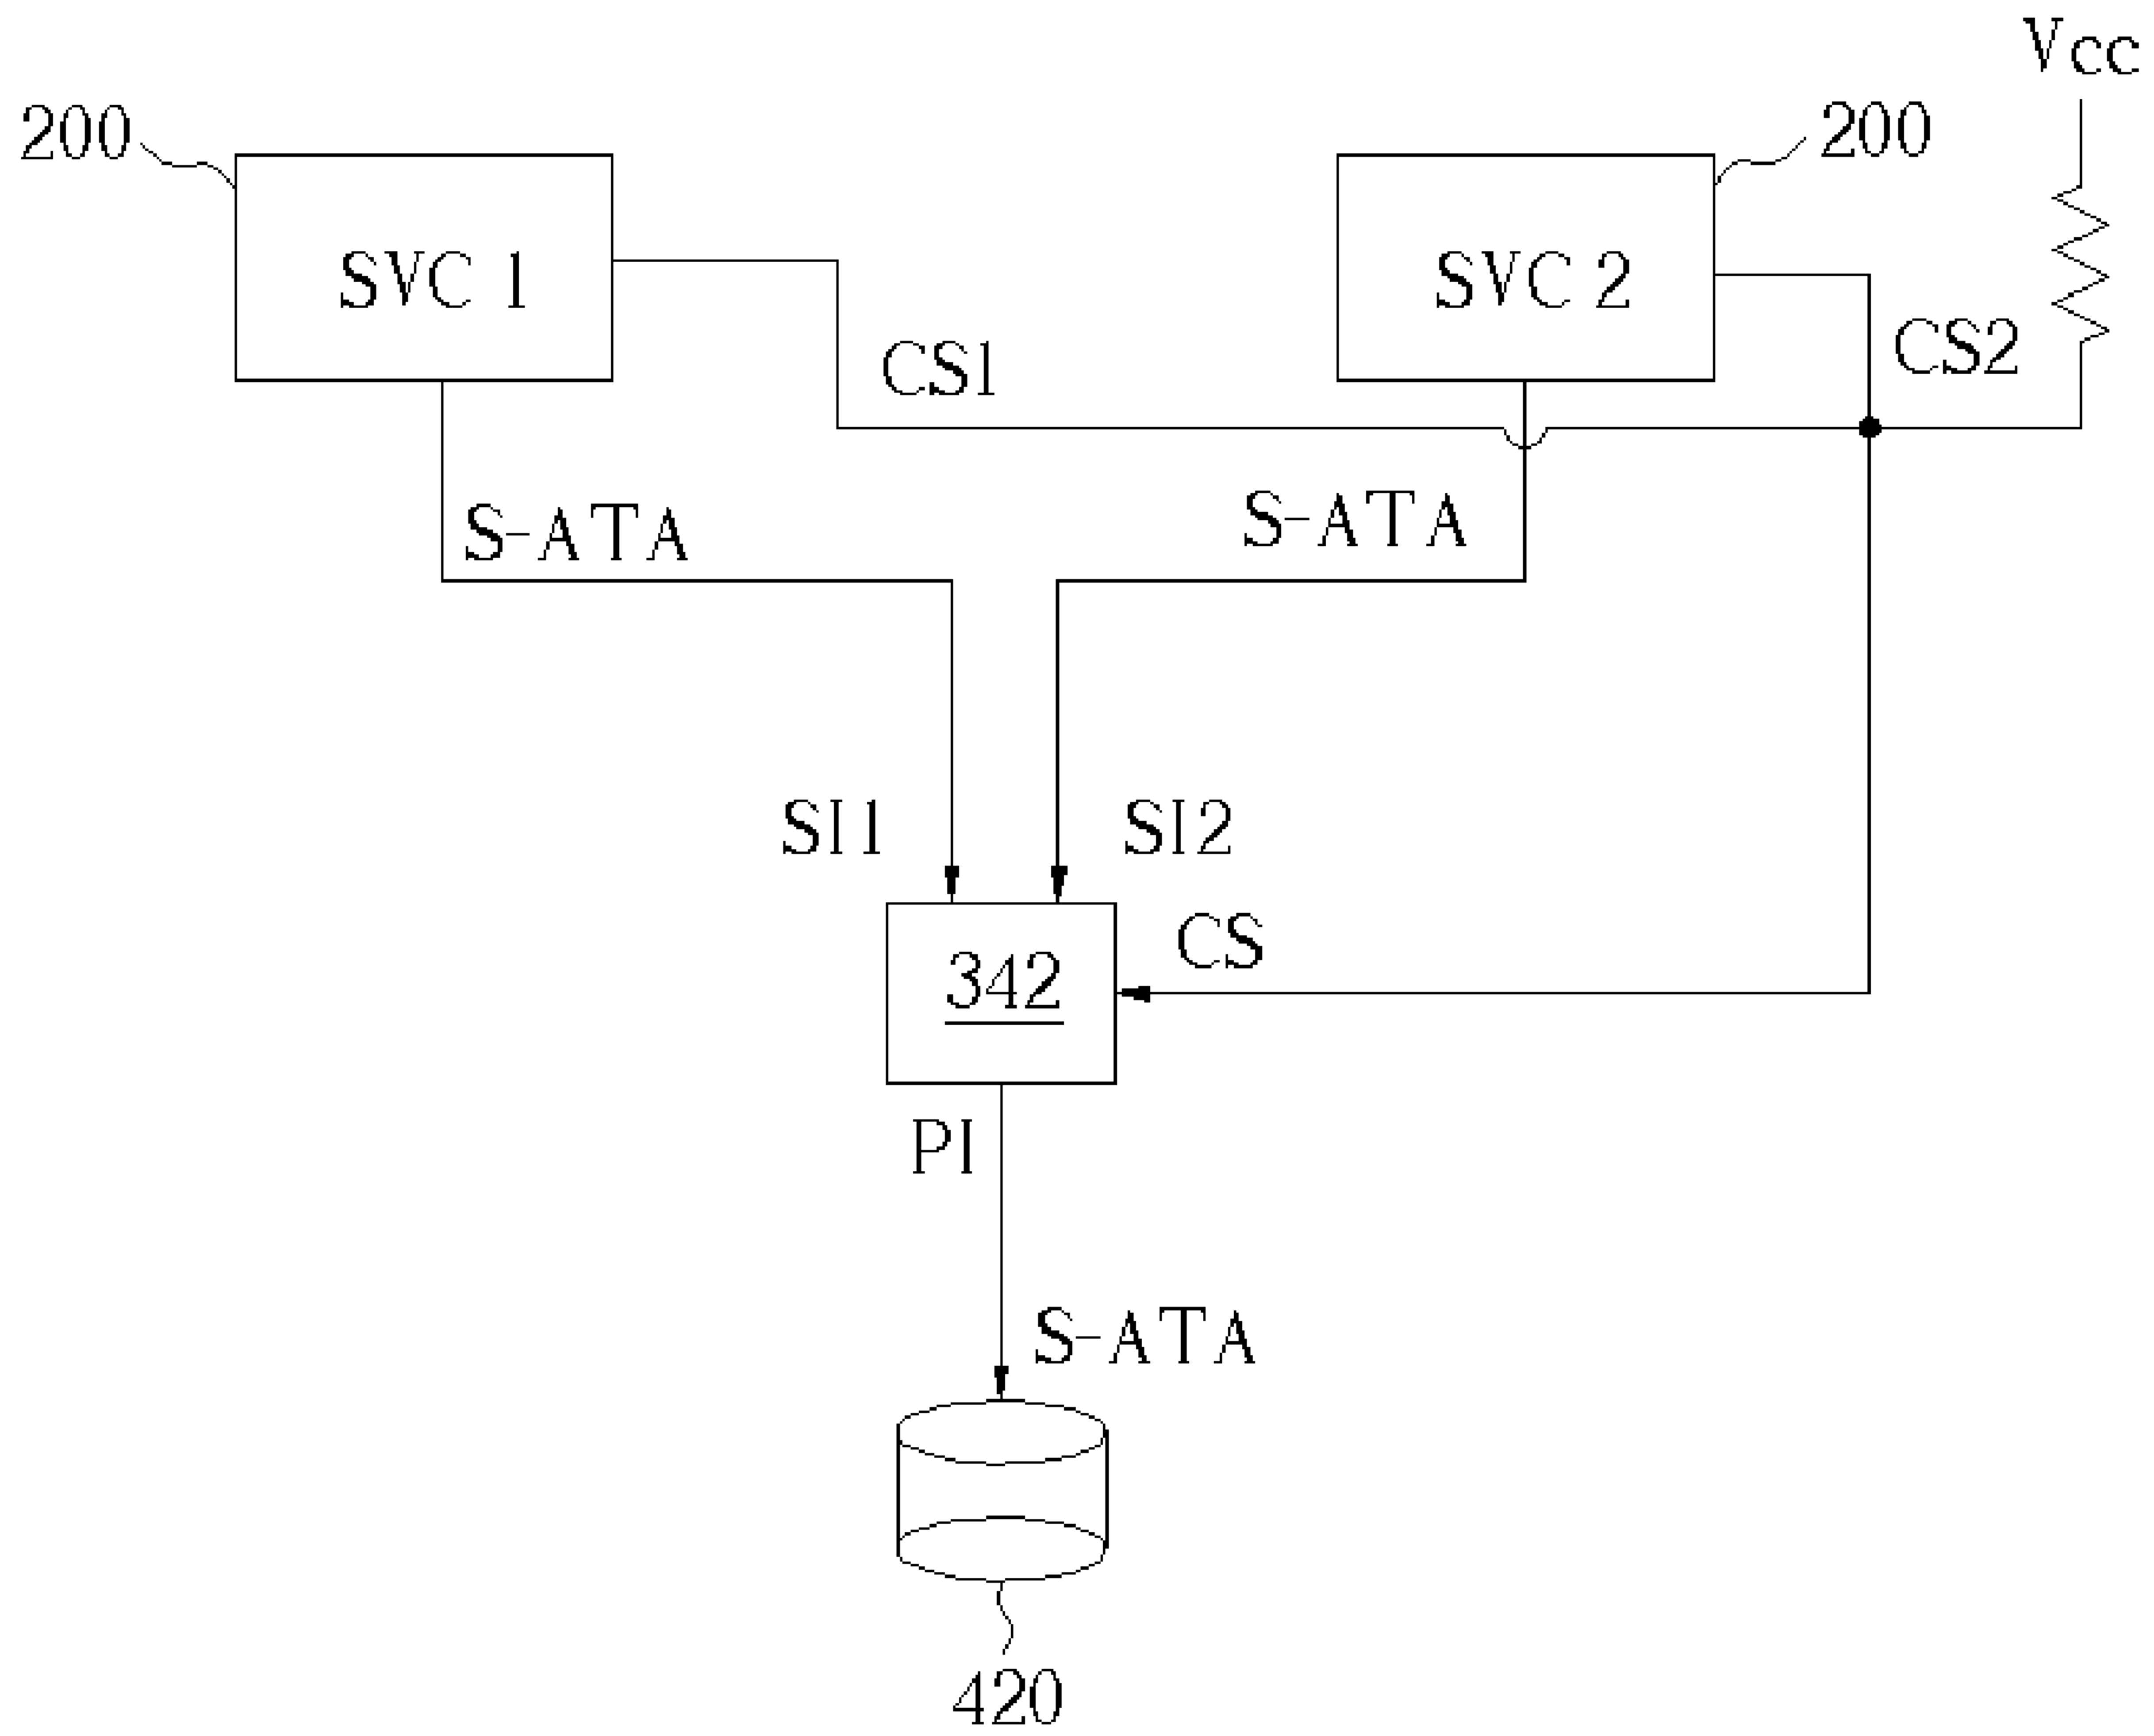 Vcc
200
200
SVC 1
SVC 2
CS1
CS2
S-ATA
S-ATA
SI1
SI2
CS
342
PI
S-ATA
420